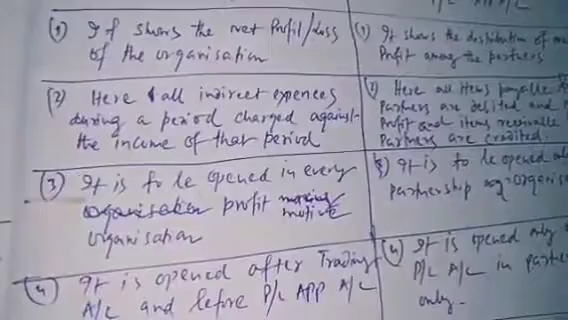 (1) It shows the net Profit/Loss
of the organisation
(2) Here all indirect expences
during a period charged against
the income of that period
(3) It is to be opened in every
organisation profit making
motive
organisation
(4) It is opened after Trading
A/C and before P/L APP A/C
(1) It shows the distribution of
Profit among the partners
(2) Here all items payable
Partners are debited and
Profit and items receivable
Partners are credited.
(3) It is to be opened
partnership
(4) It is opened only
P/L A/C in
only.